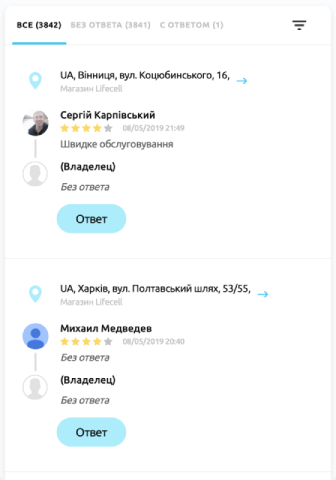 ВСЕ (3842) БЕЗ ОТВЕТА (3841) С ОТВЕТОМ (1)
UA, Вінниця, вул. Коцюбинського, 16,
Магазин Lifecell
Сергій Карпівський
08/05/2019 21:49
Швидке обслуговування
(Владелец)
Без ответа
Ответ
UA, Харків, вул. Полтавський шлях, 53/55,
Магазин Lifecell
Михаил Медведев
08/05/2019 20:40
Без ответа
(Владелец)
Без ответа
Ответ